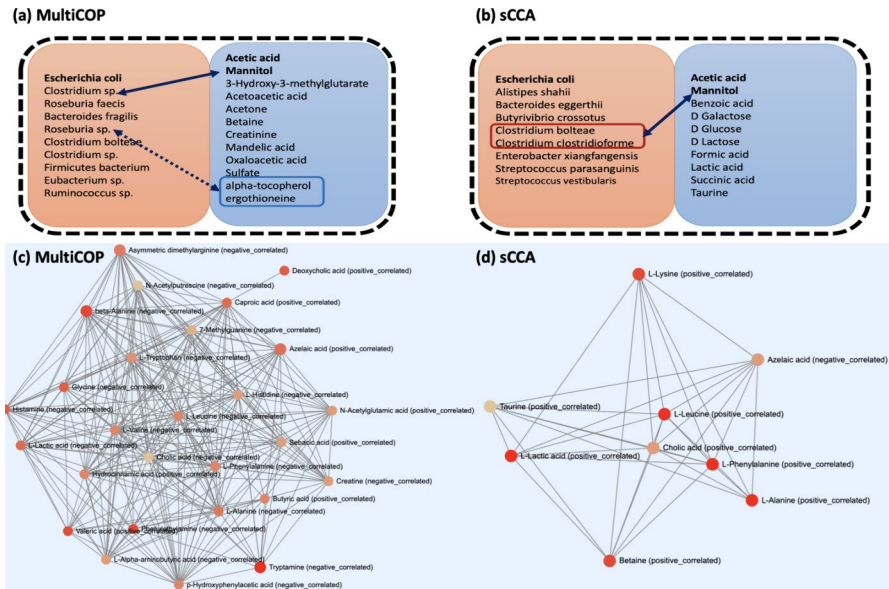 (a) MultiCOP
Escherichia coli
Clostridium sp.
Roseburia faecis
Bacteroides fragilis
Roseburia sp.
Clostridium bolteae
Clostridium sp.
Firmicutes bacterium
Eubacterium sp.
Ruminococcus sp.
Acetic acid
Mannitol
3-Hydroxy-3-methylglutarate
Acetoacetic acid
Acetone
Betaine
Creatinine
Mandelic acid
Oxaloacetic acid
Sulfate
alpha-tocopherol
ergothioneine
(b) sCCA
Escherichia coli
Alistipes shahii
Bacteroides eggerthii
Butyrivibrio crossotus
Clostridium bolteae
Clostridium clostridioforme
Enterobacter xiangfangensis
Streptococcus parasanguinis
Streptococcus vestibularis
Acetic acid
Mannitol
Benzoic acid
D Galactose
D Glucose
D Lactose
Formic acid
Lactic acid
Succinic acid
Taurine
(c) MultiCOP
Asymmetric dimethylarginine (negative_correlated)
Deoxycholic acid (positive_correlated)
N-Acetylputrescine (negative_correlated)
Caproic acid (positive_correlated)
beta-Alanine (negative_correlated)
7-Methylguanine (negative_correlated)
Azelaic acid (positive_correlated)
L-Tryptophan (negative_correlated)
Glycine (negative_correlated)
L-Histidine (negative_correlated)
Histamine (negative_correlated)
L-Leucine (negative_correlated)
N-Acetylglutamic acid (positive_correlated)
L-Valine (negative_correlated)
L-Lactic acid (negative_correlated)
Sebacic acid (positive_correlated)
Cholic acid (negative_correlated)
L-Phenylalanine (negative_correlated)
Hydrocinnamic acid (positive_correlated)
Creatine (negative_correlated)
Butyric acid (positive_correlated)
L-Alanine (negative_correlated)
Valeric acid (positive_correlated)
Phenylethylamine (negative_correlated)
L-Alpha-aminobutyric acid (negative_correlated)
Tryptamine (negative_correlated)
p-Hydroxyphenylacetic acid (negative_correlated)
(d) sCCA
L-Lysine (positive_correlated)
Azelaic acid (negative_correlated)
Taurine (positive_correlated)
L-Leucine (positive_correlated)
Cholic acid (positive_correlated)
L-Lactic acid (positive_correlated)
L-Phenylalanine (positive_correlated)
L-Alanine (positive_correlated)
Betaine (positive_correlated)